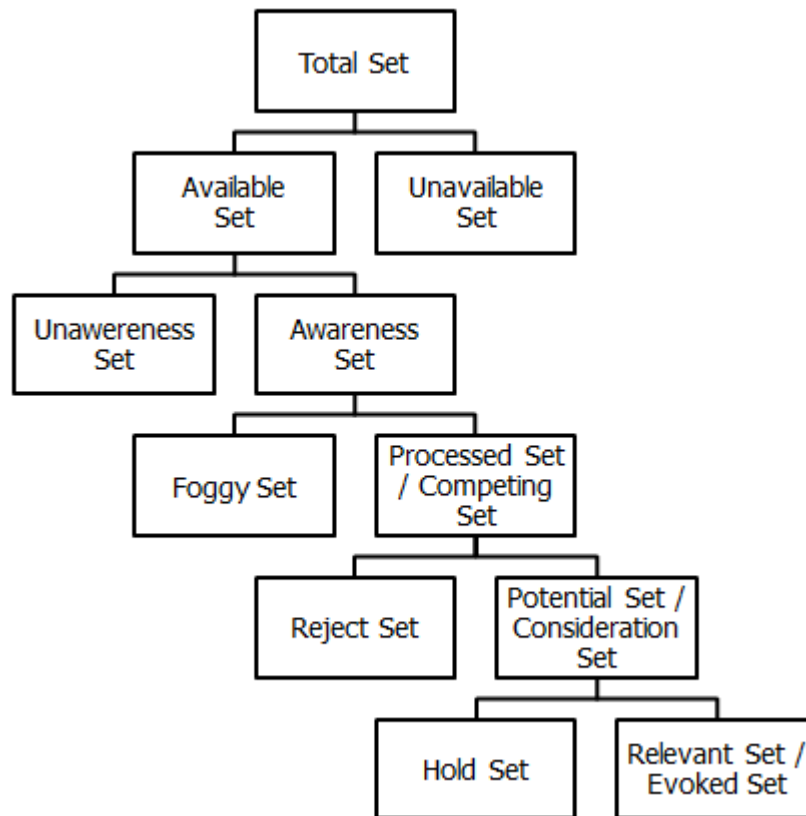 Total Set
Available
Set
Unavailable
Set
Unawereness
Set
Awareness
Set
Foggy Set
Processed Set
/ Competing
Set
Reject Set
Potential Set /
Consideration
Set
Hold Set
Relevant Set /
Evoked Set